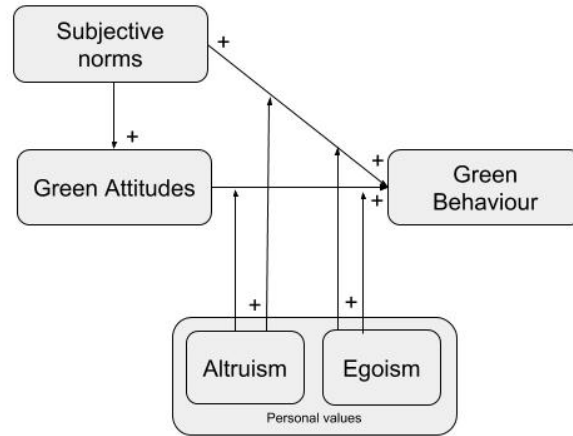 Subjective
norms
+
+
Green Attitudes
+
+
Green
Behaviour
+
+
Altruism
Egoism
Personal values